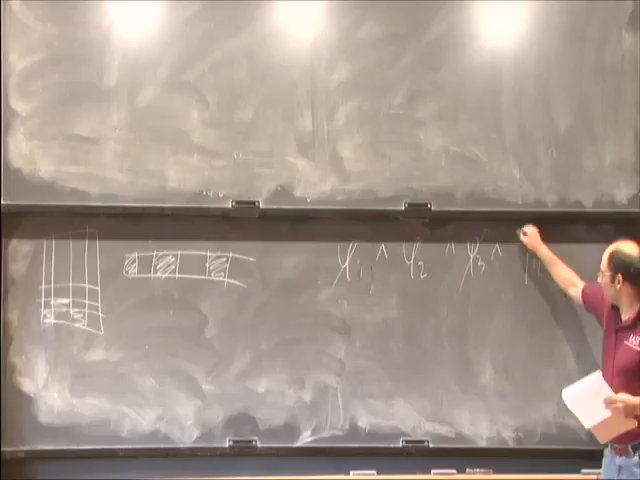 ψ₁ ^ ψ₂ ^ ψ₃ ^